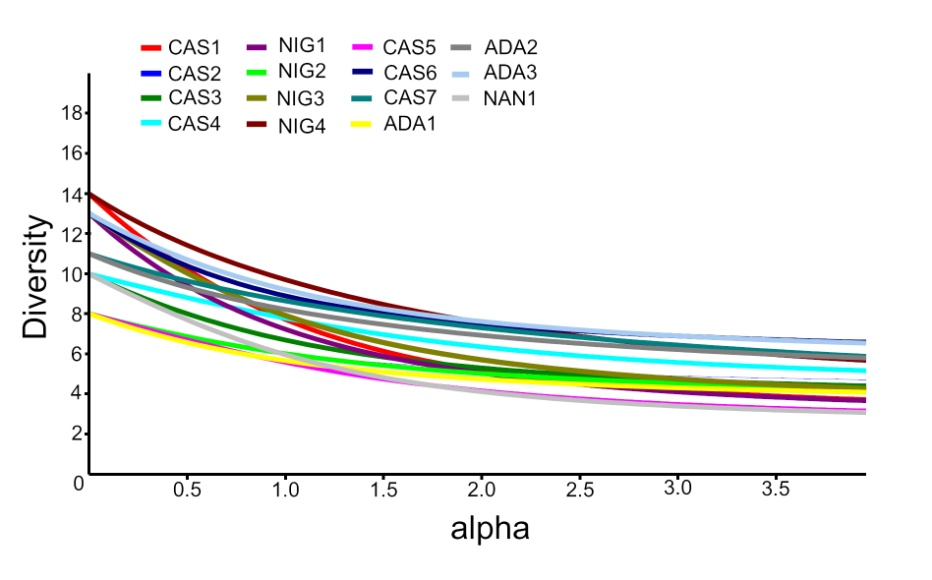 CAS1 NIG1 CAS5 ADA2
CAS2 NIG2 CAS6 ADA3
CAS3 NIG3 CAS7 NAN1
CAS4 NIG4 ADA1
Diversity
18
16
14
12
10
8
6
4
2
0
0.5 1.0 1.5 2.0 2.5 3.0 3.5
alpha